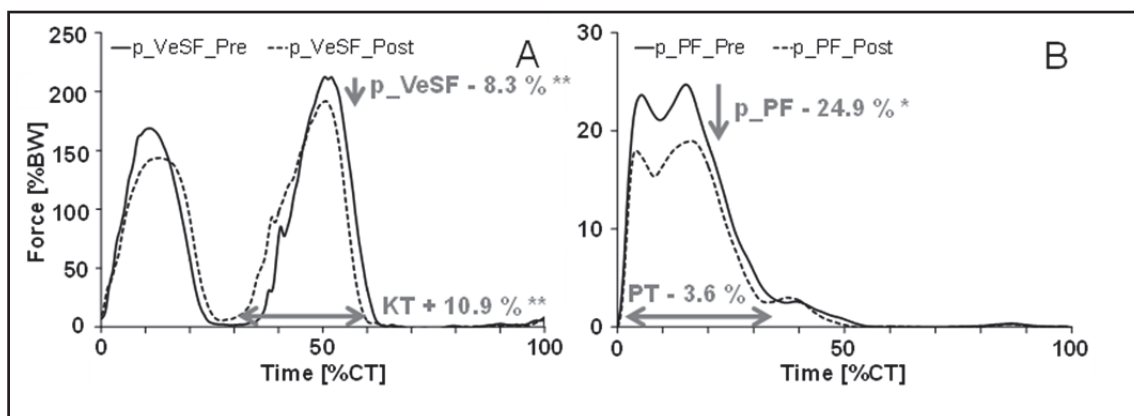 250
p_VeSF_Pre
p_VeSF_Post
A
p_VeSF - 8.3 % **
200
150
100
50
0
Force [%BW]
KT + 10.9 % **
0
50
100
Time [%CT]
30
p_PF_Pre
p_PF_Post
B
p_PF - 24.9 % *
20
10
0
PT - 3.6 %
0
50
100
Time [%CT]